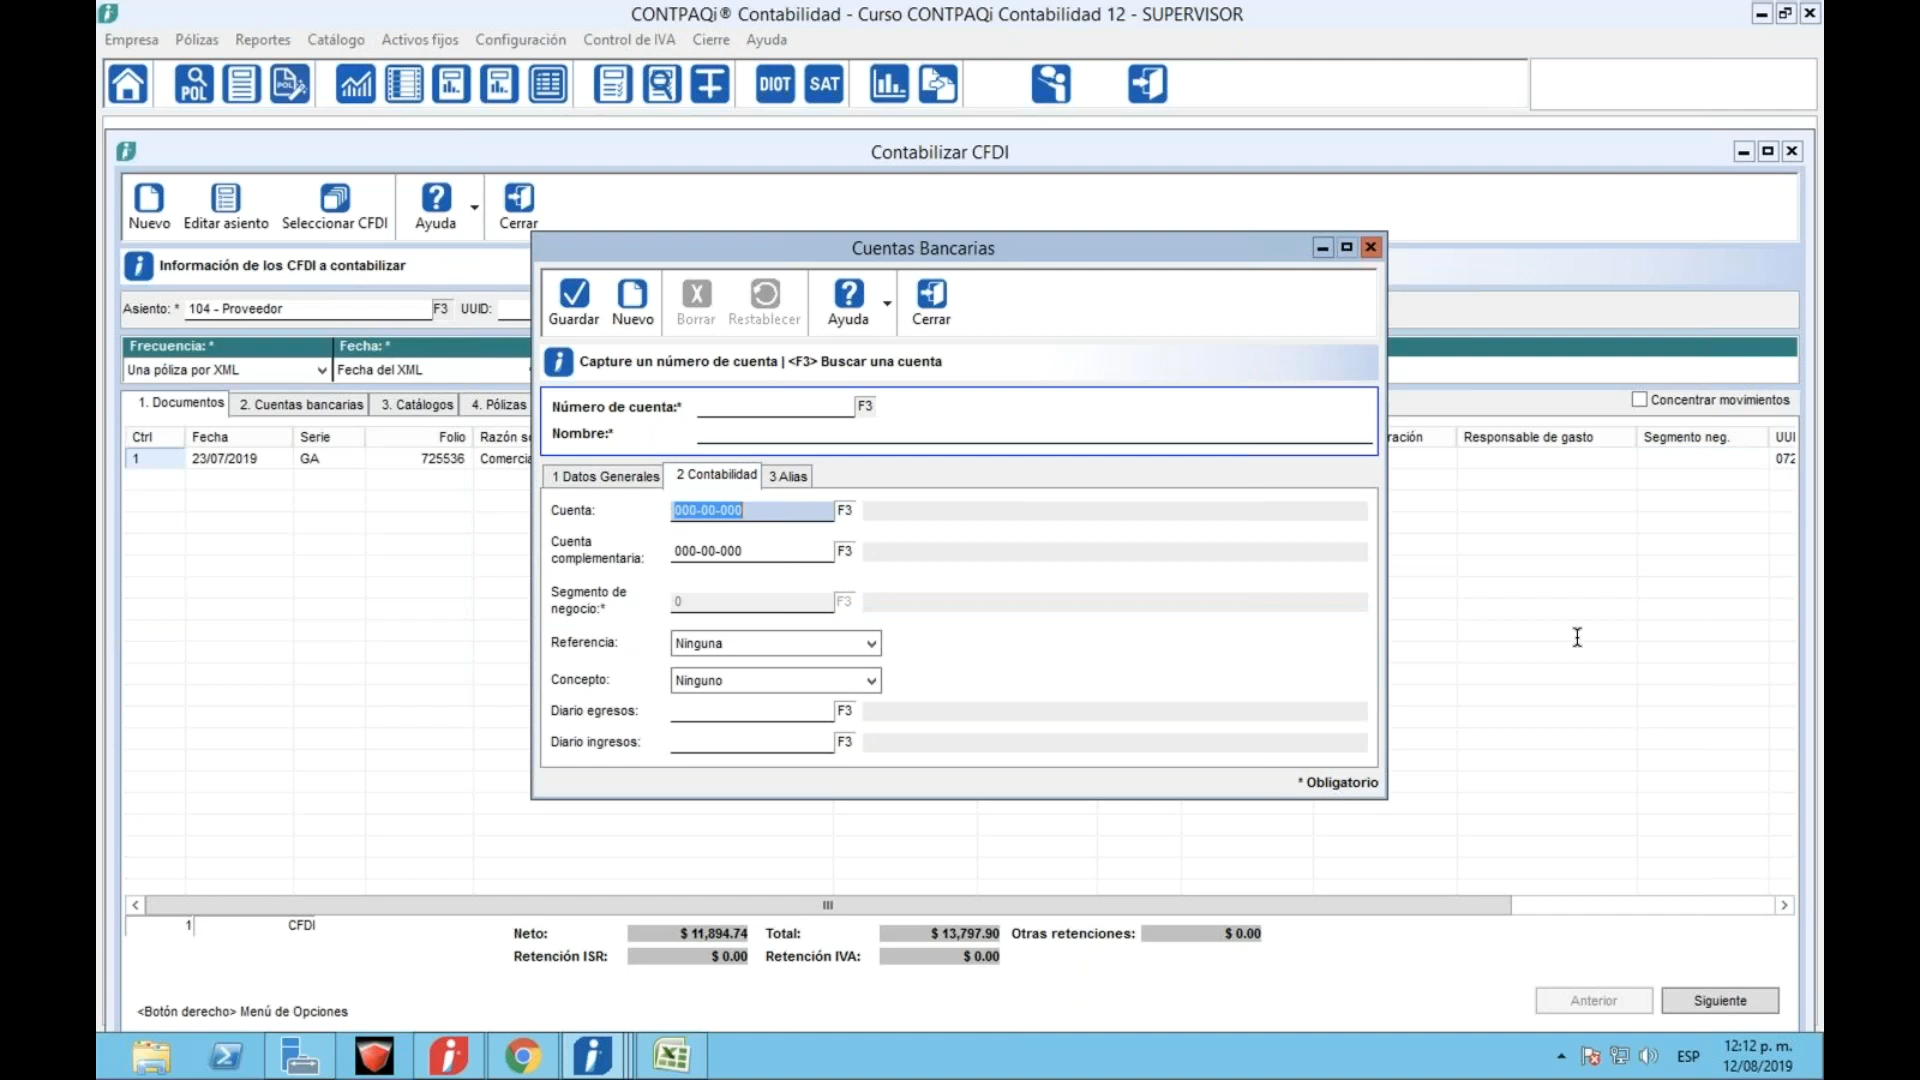 CONTPAQi® Contabilidad - Curso CONTPAQi Contabilidad 12 - SUPERVISOR
Empresa Pólizas Reportes Catálogo Activos fijos Configuración Control de IVA Cierre Ayuda
POL POL DIOT SAT
Contabilizar CFDI
Nuevo Editar asiento Seleccionar CFDI Ayuda Cerrar
Información de los CFDI a contabilizar
Asiento: * 104 - Proveedor F3 UUID:
Frecuencia: * Fecha: *
Una póliza por XML Fecha del XML
1. Documentos 2. Cuentas bancarias 3. Catálogos 4. Pólizas Concentrar movimientos
Ctrl Fecha Serie Folio Razón so ración Responsable de gasto Segmento neg. UUI
1 23/07/2019 GA 725536 Comercia 072
Cuentas Bancarias
Guardar Nuevo Borrar Restablecer Ayuda Cerrar
Capture un número de cuenta | <F3> Buscar una cuenta
Número de cuenta:* F3
Nombre:*
1 Datos Generales 2 Contabilidad 3 Alias
Cuenta: 000-00-000 F3
Cuenta
complementaria: 000-00-000 F3
Segmento de
negocio:* 0 F3
Referencia: Ninguna
Concepto: Ninguno
Diario egresos: F3
Diario ingresos: F3
* Obligatorio
1 CFDI
Neto: $ 11,894.74 Total: $ 13,797.90 Otras retenciones: $ 0.00
Retención ISR: $ 0.00 Retención IVA: $ 0.00
Anterior Siguiente
<Botón derecho> Menú de Opciones
ESP 12:12 p. m.
12/08/2019